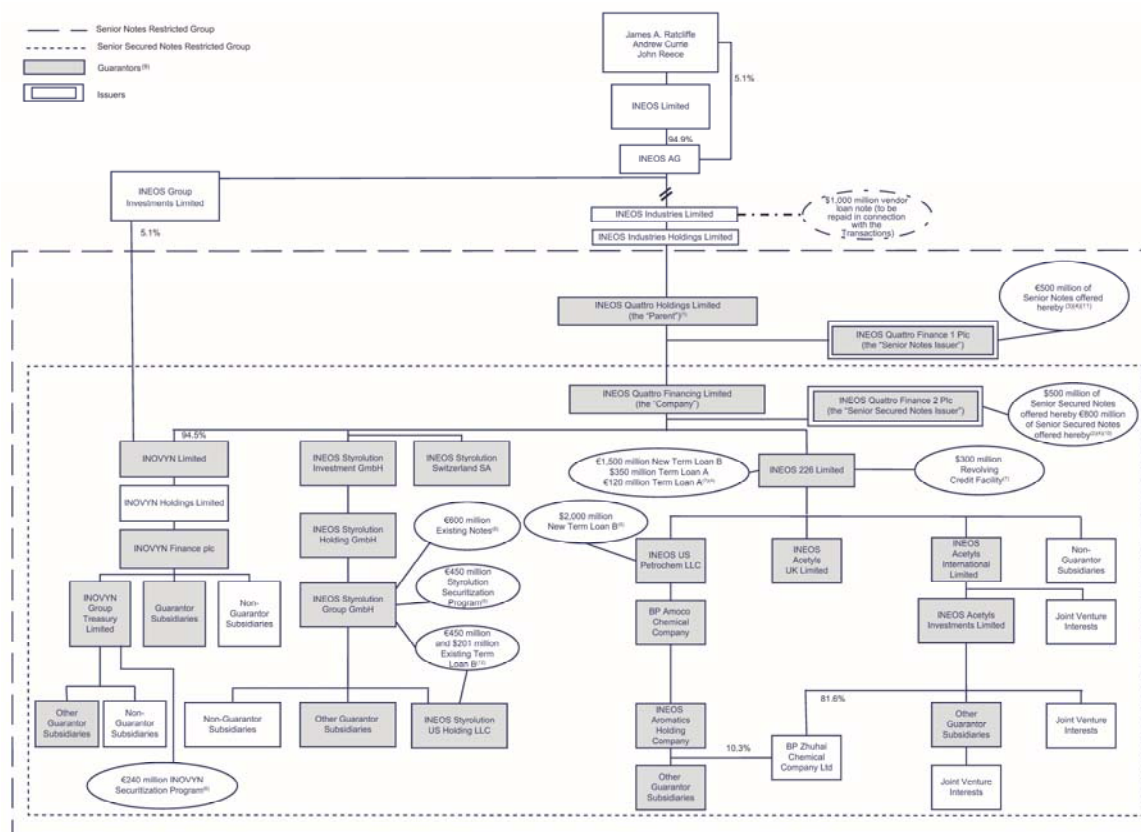 Senior Notes Restricted Group
Senior Secured Notes Restricted Group
Guarantors(9)
Issuers
James A. Ratcliffe
Andrew Currie
John Reece
5.1%
INEOS Limited
94.9%
INEOS AG
INEOS Group
Investments Limited
5.1%
INEOS Industries Limited
$1,000 million vendor
loan note (to be
repaid in connection
with the
Transactions)
INEOS Industries Holdings Limited
INEOS Quattro Holdings Limited
(the "Parent")
€500 million of
Senior Notes offered
hereby (3)(4)(11)
INEOS Quattro Finance 1 Plc
(the "Senior Notes Issuer")
INEOS Quattro Financing Limited
(the "Company")
INEOS Quattro Finance 2 Plc
(the "Senior Secured Notes Issuer")
$500 million of
Senior Secured Notes
offered hereby €800 million
of Senior Secured Notes
offered hereby
94.5%
INOVYN Limited
INEOS Styrolution
Investment GmbH
INEOS Styrolution
Switzerland SA
€1,500 million New Term Loan B
$350 million Term Loan A
€120 million Term Loan A
INEOS 226 Limited
$300 million
Revolving
Credit Facility
INOVYN Holdings Limited
INOVYN Finance plc
INEOS Styrolution
Holding GmbH
€600 million
Existing Notes
$2,000 million
New Term Loan B
INEOS US
Petrochem LLC
INEOS
Acetyls
UK Limited
INEOS
Acetyls
International
Limited
Non-
Guarantor
Subsidiaries
INOVYN
Group
Treasury
Limited
Guarantor
Subsidiaries
Non-
Guarantor
Subsidiaries
INEOS Styrolution
Group GmbH
€450 million
Styrolution
Securitization
Program
BP Amoco
Chemical
Company
INEOS Acetyls
Investments Limited
Joint Venture
Interests
€450 million
and $201 million
Existing Term
Loan B
Other
Guarantor
Subsidiaries
Non-
Guarantor
Subsidiaries
Non-Guarantor
Subsidiaries
Other Guarantor
Subsidiaries
INEOS Styrolution
US Holding LLC
INEOS
Aromatics
Holding
Company
81.6%
10.3%
BP Zhuhai
Chemical
Company Ltd
Other
Guarantor
Subsidiaries
Joint Venture
Interests
€240 million INOVYN
Securitization Program
Other
Guarantor
Subsidiaries
Joint Venture
Interests